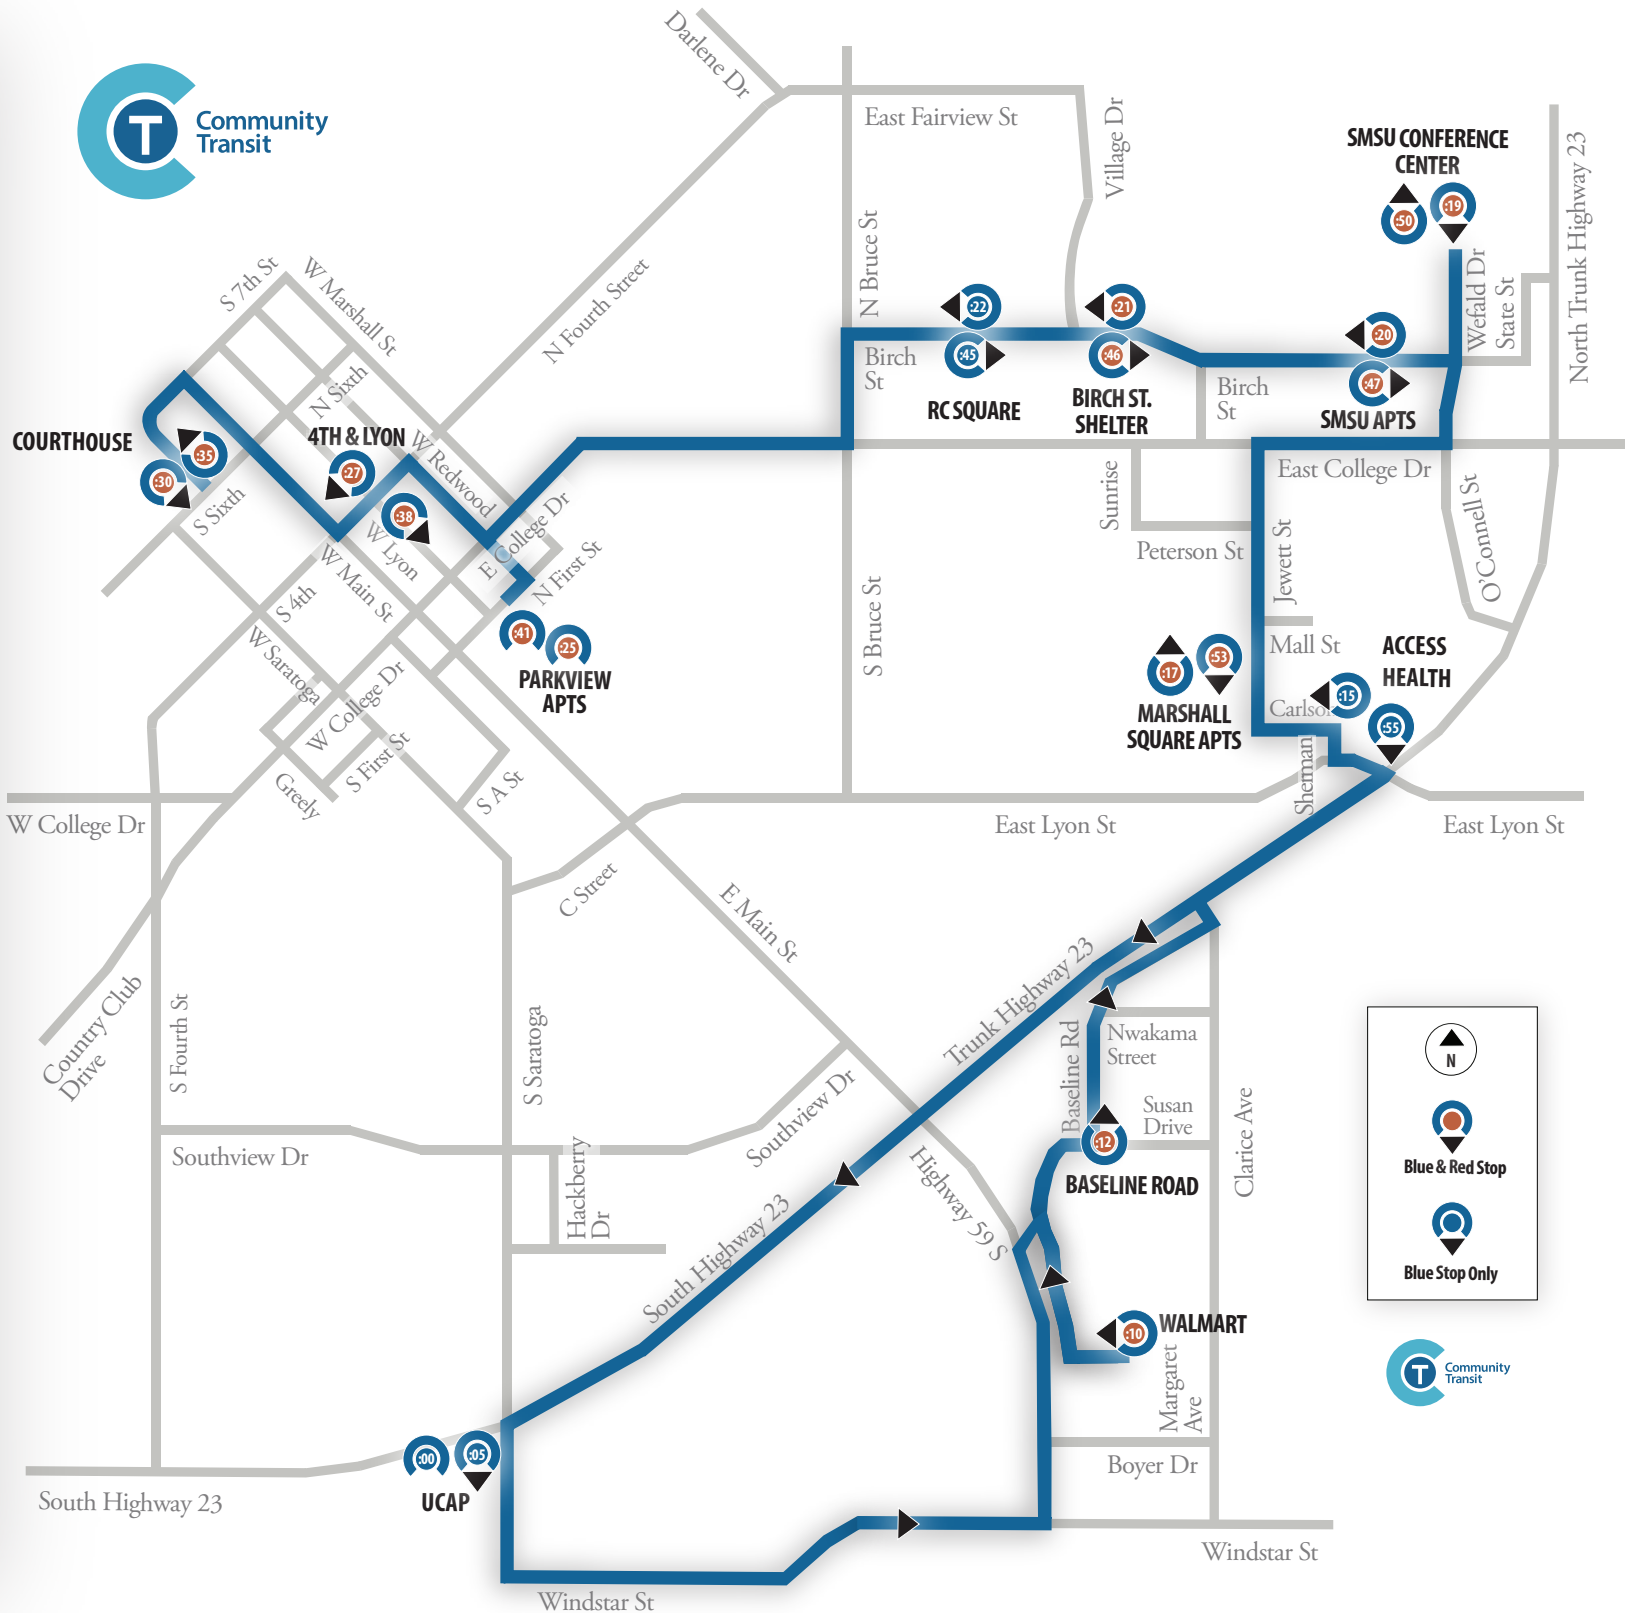 Community
Transit
T
Darlene Dr
East Fairview St
Village Dr
SMSU CONFERENCE
CENTER
:50
:19
North Trunk Highway 23
N Bruce St
Wefald Dr
State St
S 7th St
W Marshall St
N Fourth Street
:22
:21
:20
:45
:46
:47
Birch
St
Birch
St
RC SQUARE
BIRCH ST.
SHELTER
SMSU APTS
N Sixth
COURTHOUSE
:35
:30
4TH & LYON
:27
:38
W Redwood
S Sixth
W Lyon
E College Dr
N First St
W Main St
S 4th
East College Dr
Sunrise
Peterson St
Jewett St
O'Connell St
:41
:25
PARKVIEW
APTS
S Bruce St
W Saratoga
W College Dr
S First St
Greely
S A St
Mall St
ACCESS
HEALTH
:17
:53
MARSHALL
SQUARE APTS
:15
:55
Sherman
W College Dr
East Lyon St
East Lyon St
C Street
E Main St
Country Club
Drive
S Fourth St
S Saratoga
Trunk Highway 23
Baseline Rd
Nwakama
Street
Susan
Drive
Clarice Ave
:12
BASELINE ROAD
Southview Dr
Southview Dr
Hackberry
Dr
Highway 59 S
South Highway 23
:10
WALMART
Margaret
Ave
Boyer Dr
:00
:05
UCAP
South Highway 23
Windstar St
Windstar St
N
Blue & Red Stop
Blue Stop Only
T
Community
Transit